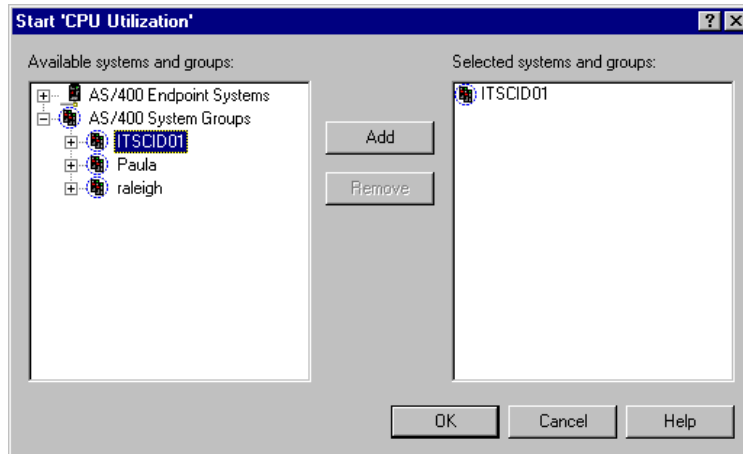 Start 'CPU Utilization'
Available systems and groups:
AS/400 Endpoint Systems
AS/400 System Groups
ITSCID01
Paula
raleigh
Add
Remove
Selected systems and groups:
ITSCID01
OK
Cancel
Help